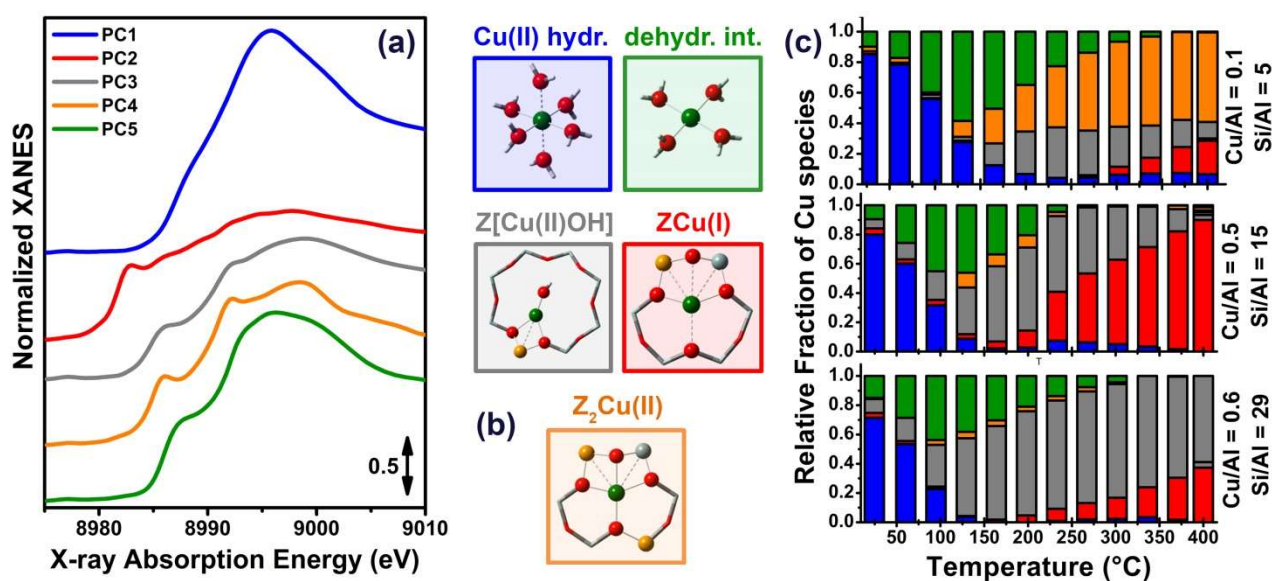 (a)
PC1
PC2
PC3
PC4
PC5
0.5
Normalized XANES
8980
8990
9000
9010
X-ray Absorption Energy (eV)
Cu(II) hydr.
dehydr. int.
Z[Cu(II)OH]
ZCu(I)
(b)
Z₂Cu(II)
(c)
Relative Fraction of Cu species
1.0
0.8
0.6
0.4
0.2
0.0
Cu/Al = 0.1
Si/Al = 5
1.0
0.8
0.6
0.4
0.2
0.0
Cu/Al = 0.5
Si/Al = 15
T
1.0
0.8
0.6
0.4
0.2
0.0
Cu/Al = 0.6
Si/Al = 29
50
100
150
200
250
300
350
400
Temperature (°C)